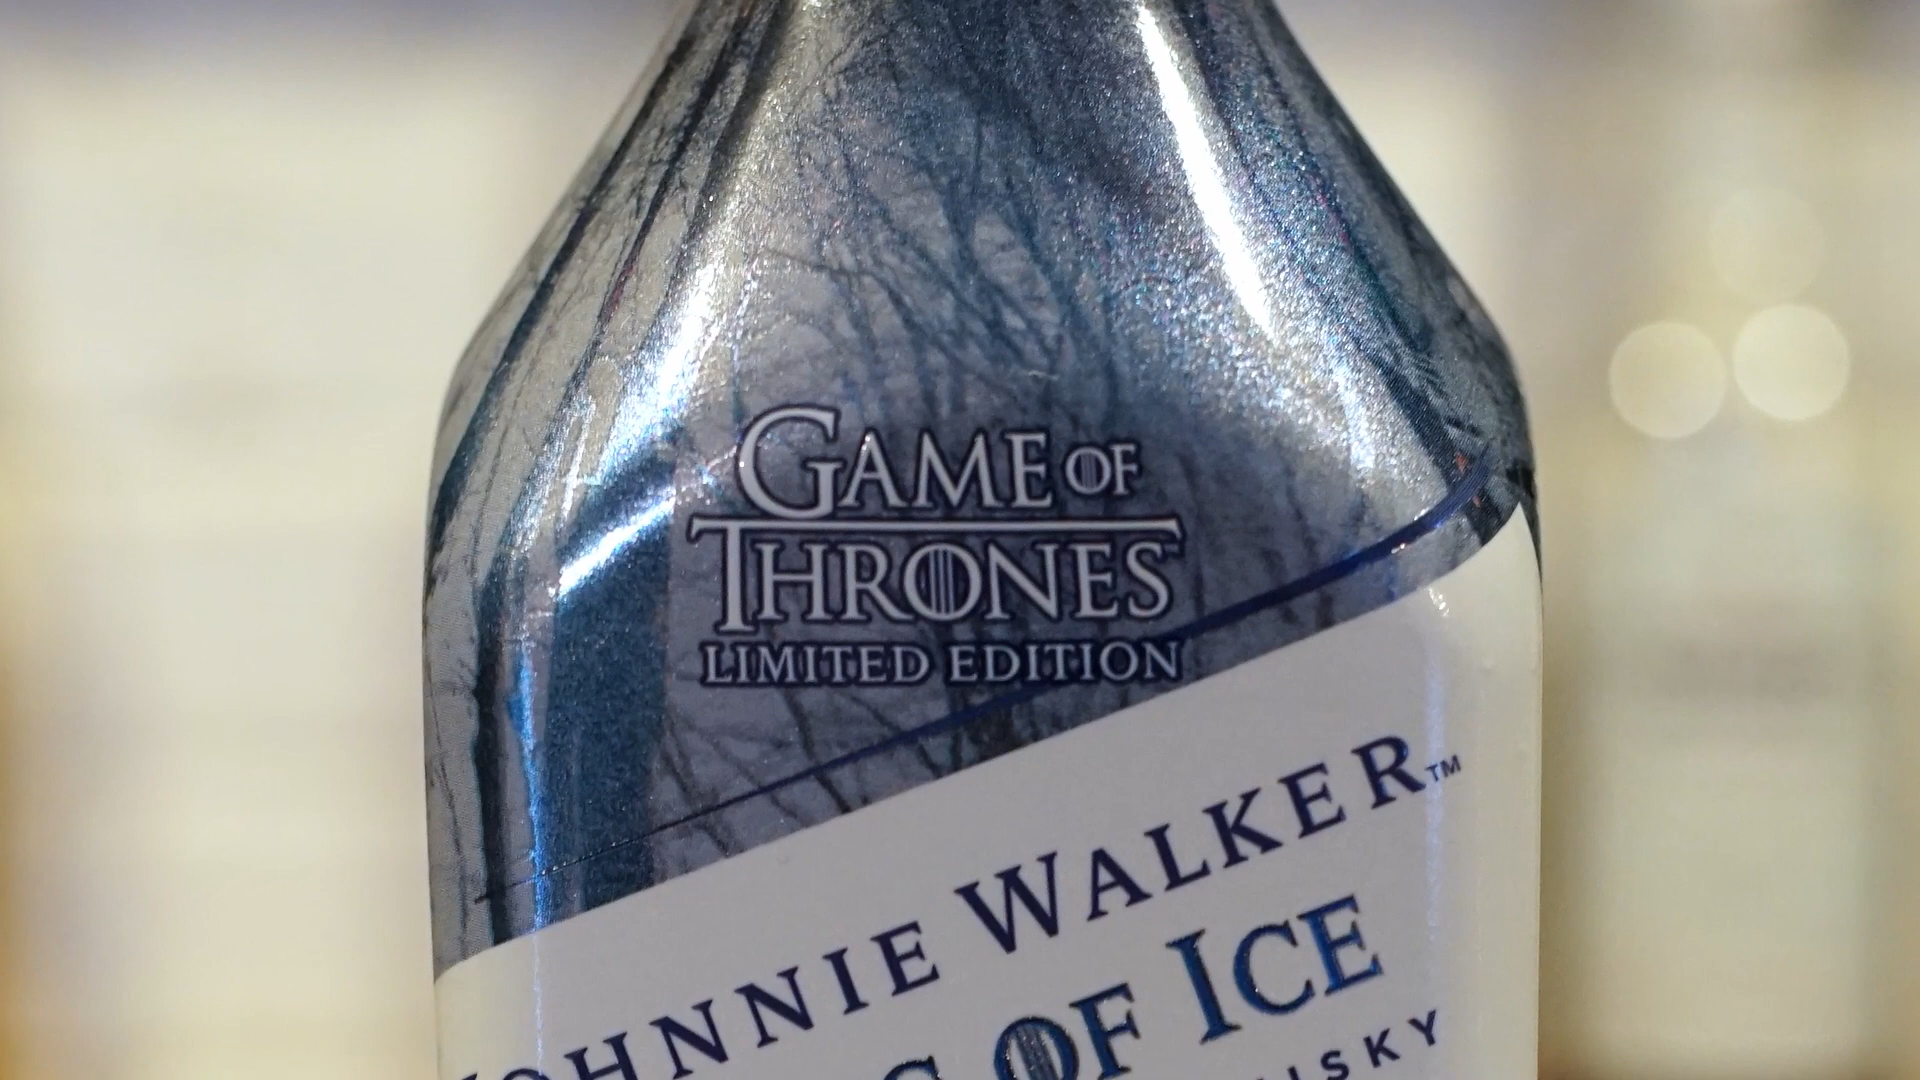 GAME OF
THRONES
LIMITED EDITION
JOHNNIE WALKER™
OF ICE